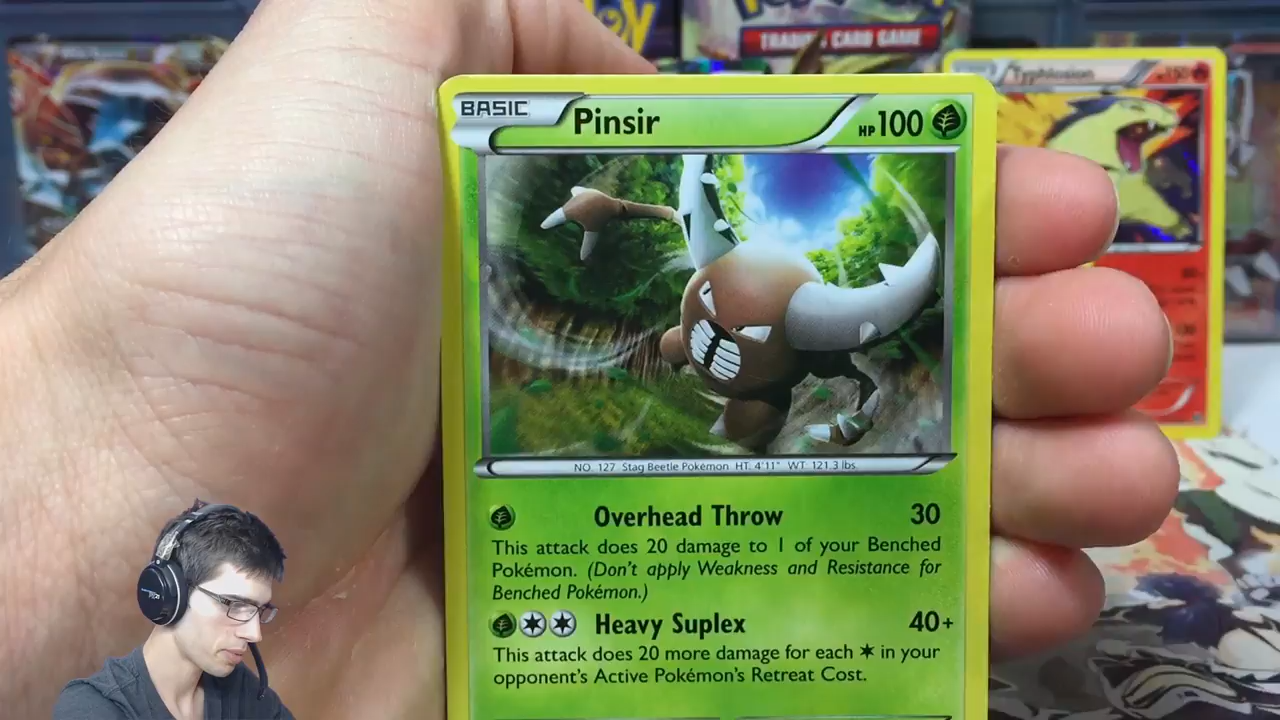 TRADING CARD GAME
Typhlosion
150
BASIC
Pinsir
HP 100
NO. 127 Stag Beetle Pokémon HT: 4'11" WT: 121.3 lbs.
Overhead Throw 30
This attack does 20 damage to 1 of your Benched
Pokémon. (Don't apply Weakness and Resistance for
Benched Pokémon.)
Heavy Suplex 40+
This attack does 20 more damage for each ✶ in your
opponent's Active Pokémon's Retreat Cost.